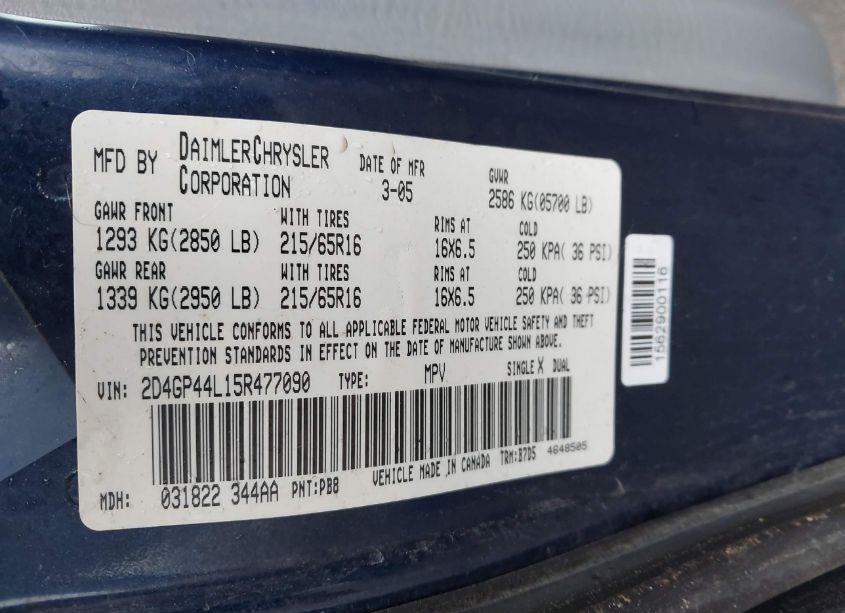 MFD BY DAIMLERCHRYSLER CORPORATION DATE OF MFR 3-05 GVWR 2586 KG(05700 LB)
GAWR FRONT WITH TIRES RIMS AT COLD
1293 KG(2850 LB) 215/65R16 16X6.5 250 KPA( 36 PSI)
GAWR REAR WITH TIRES RIMS AT COLD
1339 KG(2950 LB) 215/65R16 16X6.5 250 KPA( 36 PSI)
THIS VEHICLE CONFORMS TO ALL APPLICABLE FEDERAL MOTOR VEHICLE SAFETY AND THEFT
PREVENTION STANDARDS IN EFFECT ON THE DATE OF MANUFACTURE SHOWN ABOVE.
VIN: 2D4GP44L15R477090 TYPE: MPV SINGLE X DUAL
MDH: 031822 344AA PNT:PB8 VEHICLE MADE IN CANADA TRM:B7D5 4648505
1562900116